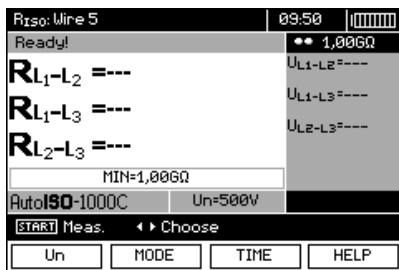 RISO: Wire 5 09:50
Ready! 1,00GΩ
RL1-L2 =---
UL1-L2=---
RL1-L3 =---
UL1-L3=---
RL2-L3 =---
UL2-L3=---
MIN=1,00GΩ
AutoISO-1000C Un=500V
START Meas. Choose
Un MODE TIME HELP